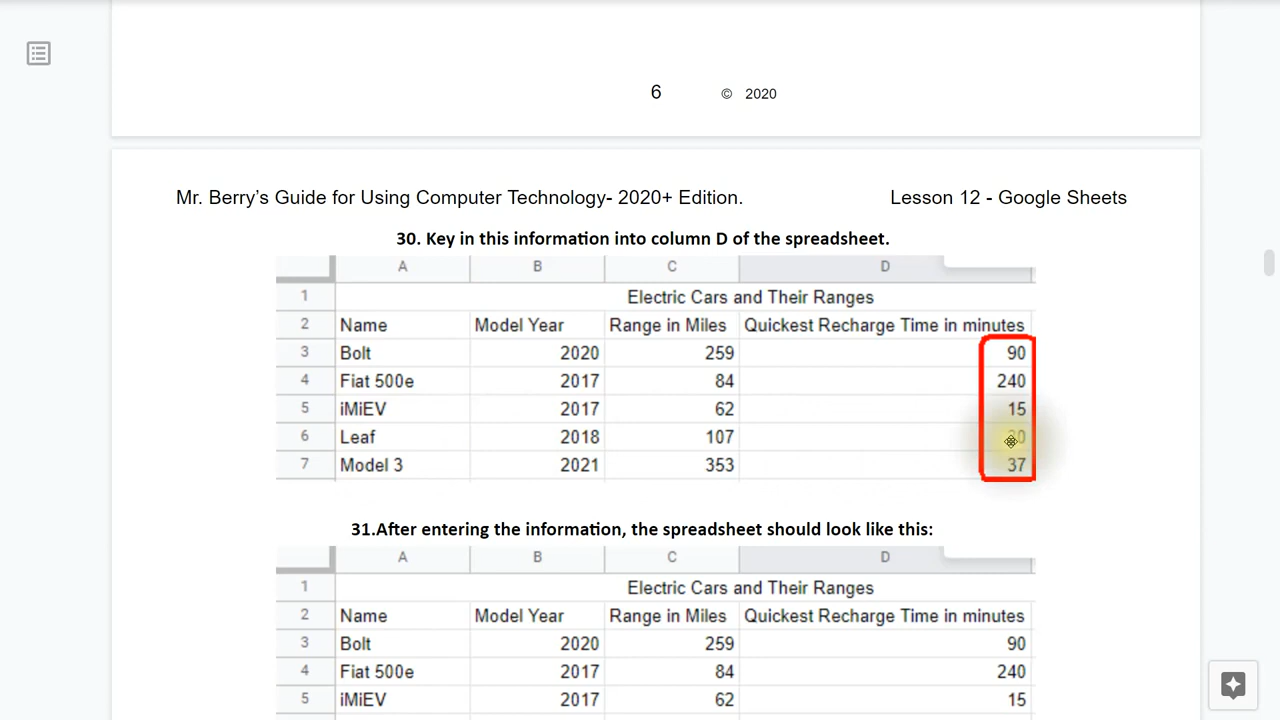 6 © 2020
Mr. Berry's Guide for Using Computer Technology- 2020+ Edition. Lesson 12 - Google Sheets
30. Key in this information into column D of the spreadsheet.
A B C D
1 Electric Cars and Their Ranges
2 Name Model Year Range in Miles Quickest Recharge Time in minutes
3 Bolt 2020 259 90
4 Fiat 500e 2017 84 240
5 iMiEV 2017 62 15
6 Leaf 2018 107
7 Model 3 2021 353 37
31.After entering the information, the spreadsheet should look like this:
A B C D
1 Electric Cars and Their Ranges
2 Name Model Year Range in Miles Quickest Recharge Time in minutes
3 Bolt 2020 259 90
4 Fiat 500e 2017 84 240
5 iMiEV 2017 62 15